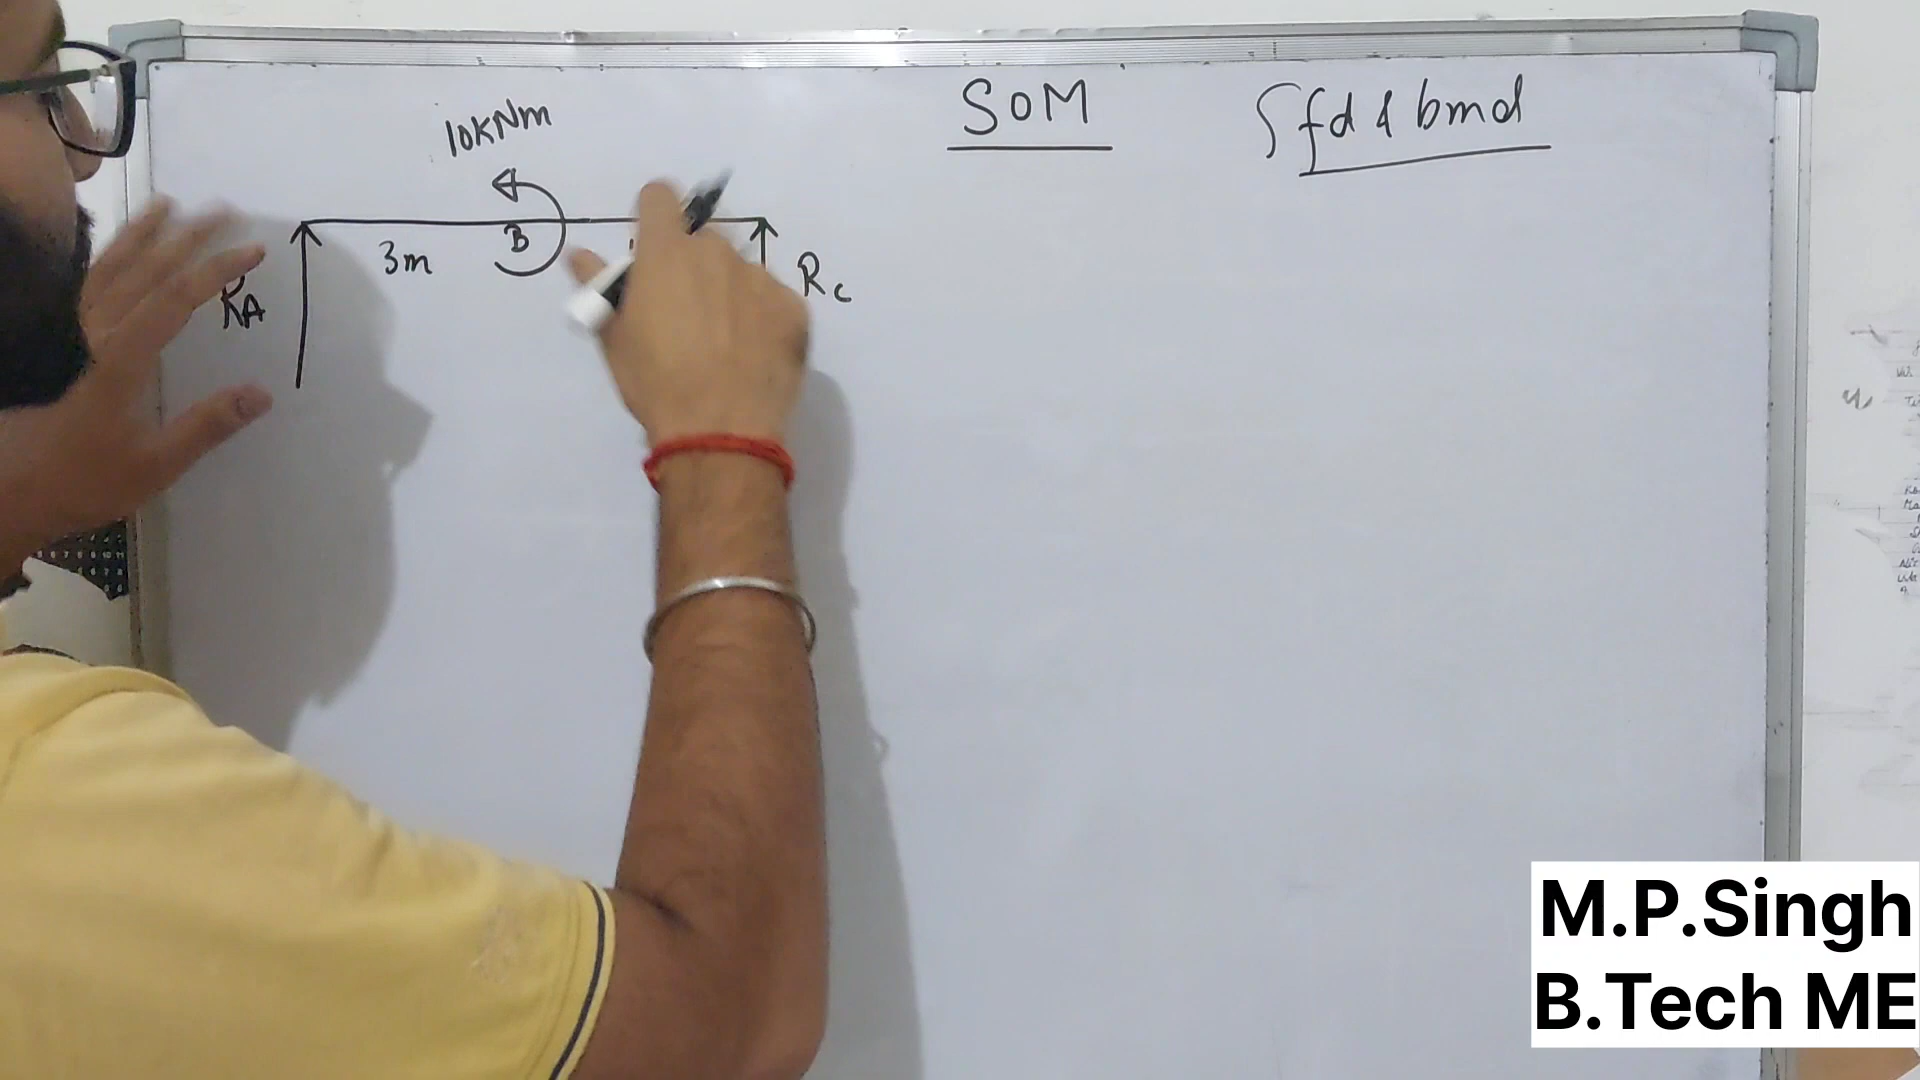 SOM
Sfd & bmd
10KNm
B
3m
RA
Rc
M.P.Singh
B.Tech ME